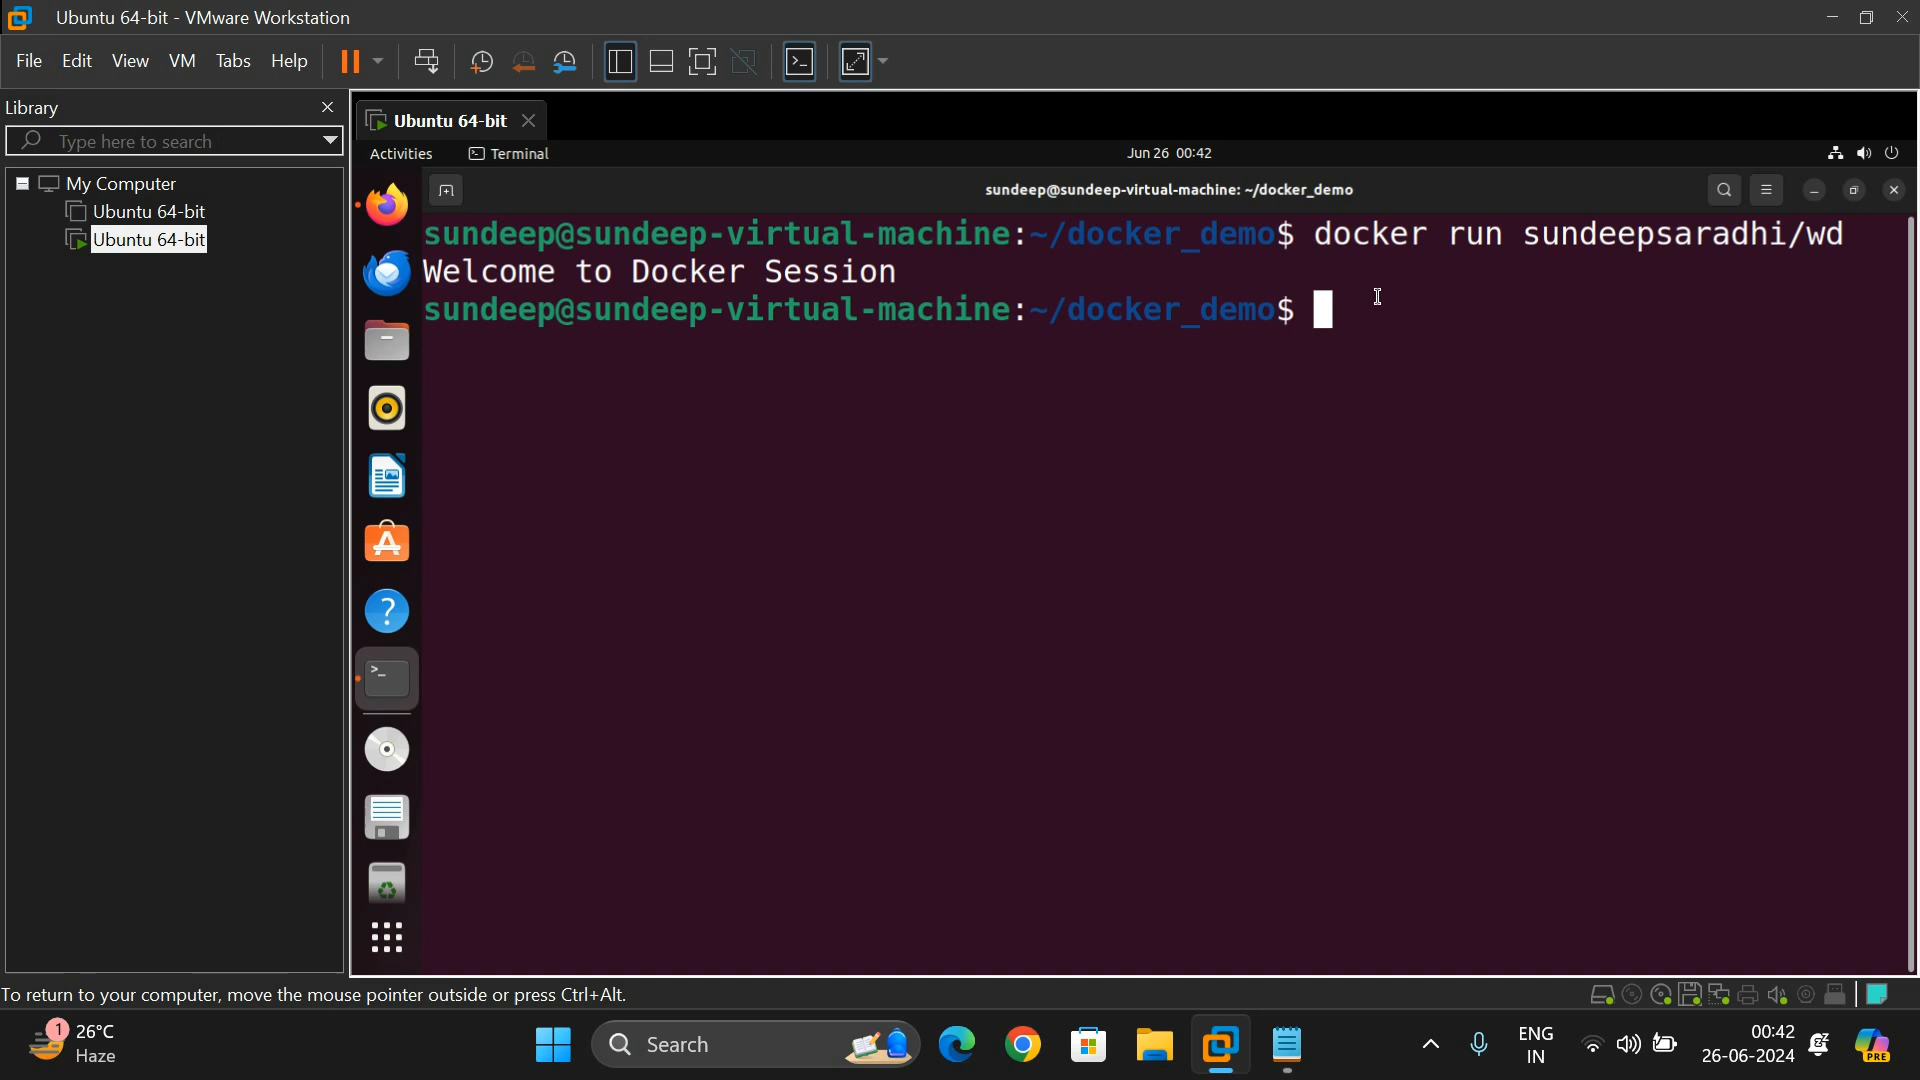 Ubuntu 64-bit - VMware Workstation
File Edit View VM Tabs Help
Library
Type here to search
My Computer
Ubuntu 64-bit
Ubuntu 64-bit
Ubuntu 64-bit
Activities Terminal Jun 26 00:42
sundeep@sundeep-virtual-machine: ~/docker_demo
sundeep@sundeep-virtual-machine:~/docker_demo$ docker run sundeepsaradhi/wd
Welcome to Docker Session
sundeep@sundeep-virtual-machine:~/docker_demo$
To return to your computer, move the mouse pointer outside or press Ctrl+Alt.
1
26°C
Haze
Search
ENG
IN
00:42
26-06-2024
PRE